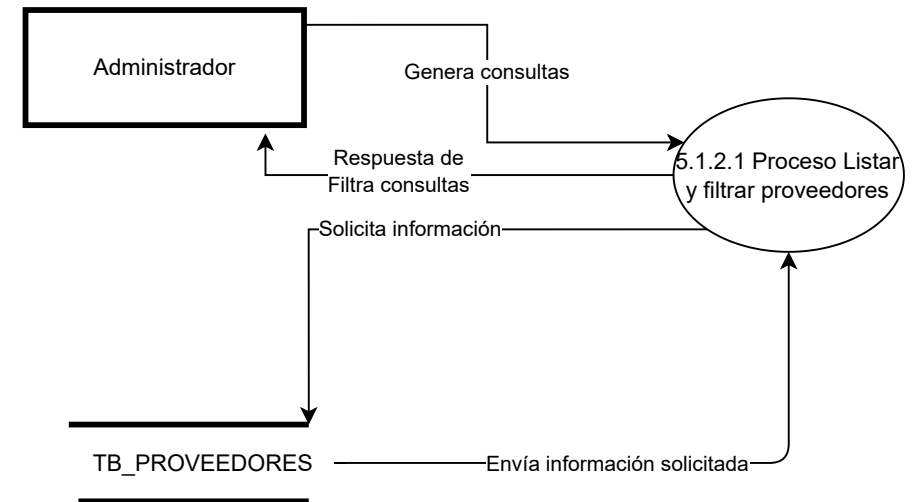 Administrador
Genera consultas
5.1.2.1 Proceso Listar
y filtrar proveedores
Respuesta de
Filtra consultas
Solicita información
TB_PROVEEDORES
Envía información solicitada